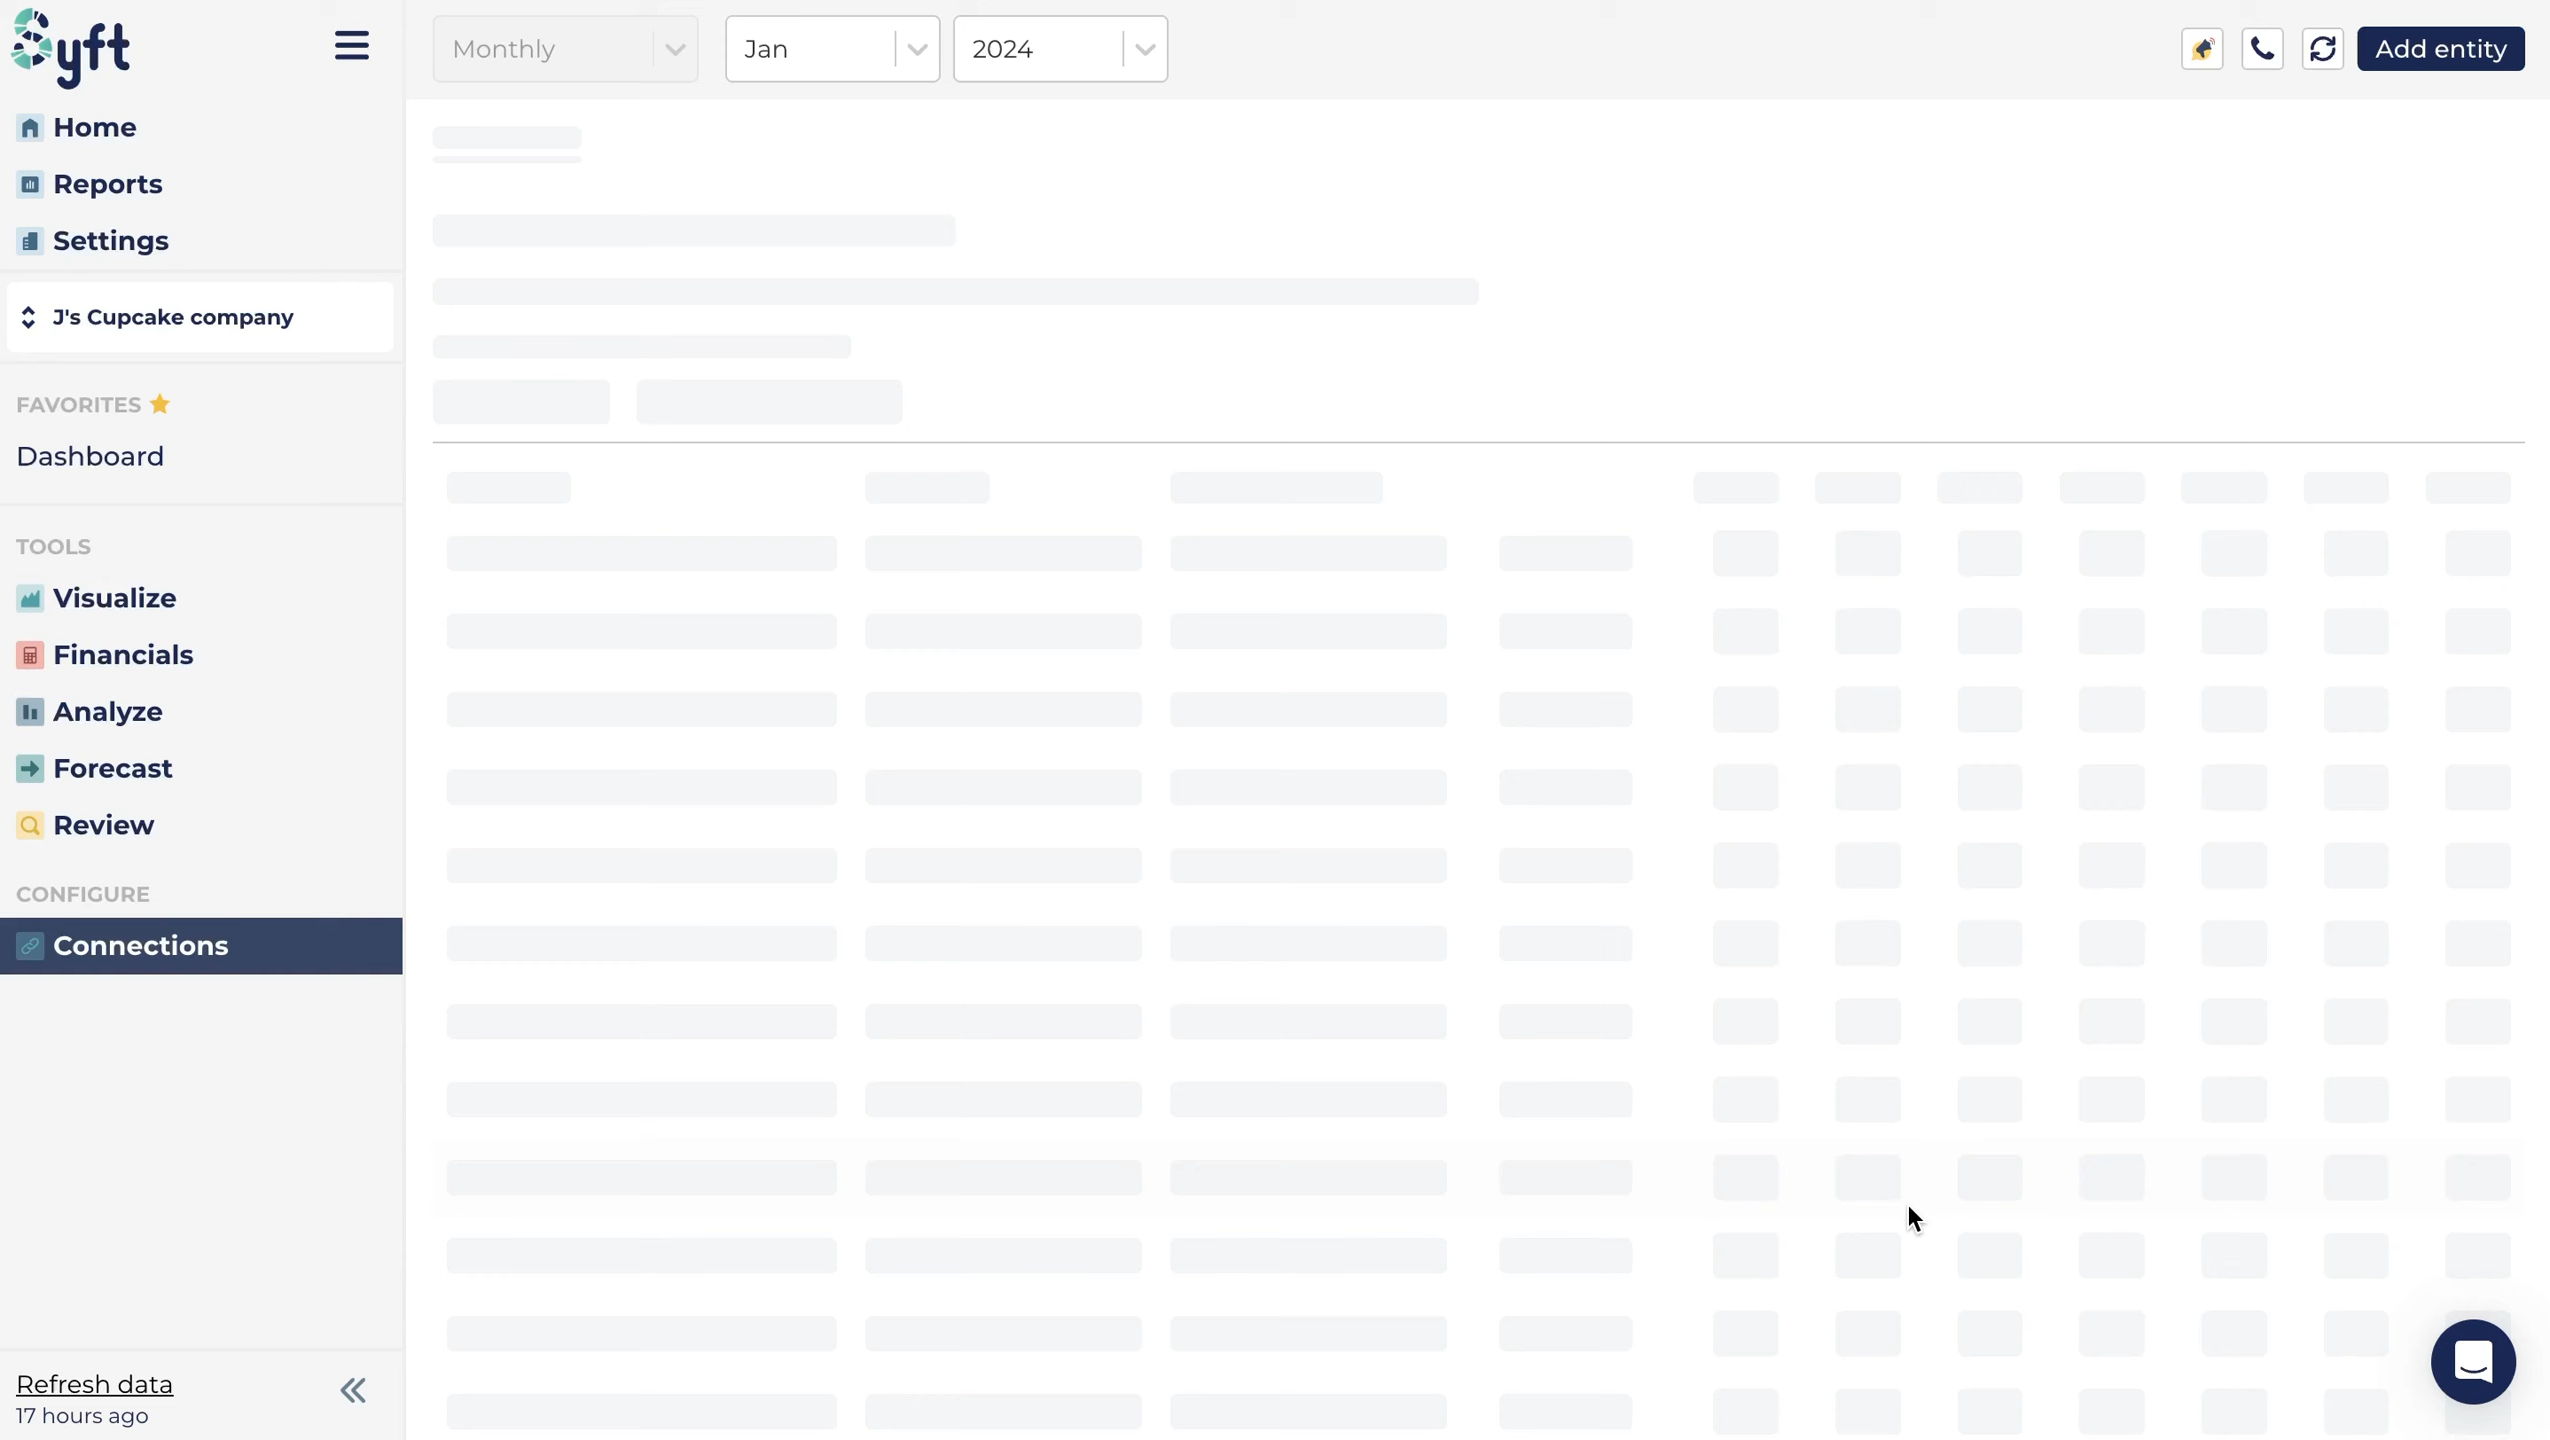 Syft
Monthly
Jan
2024
Add entity
Home
Reports
Settings
J's Cupcake company
FAVORITES
Dashboard
TOOLS
Visualize
Financials
Analyze
Forecast
Review
CONFIGURE
Connections
Refresh data
17 hours ago